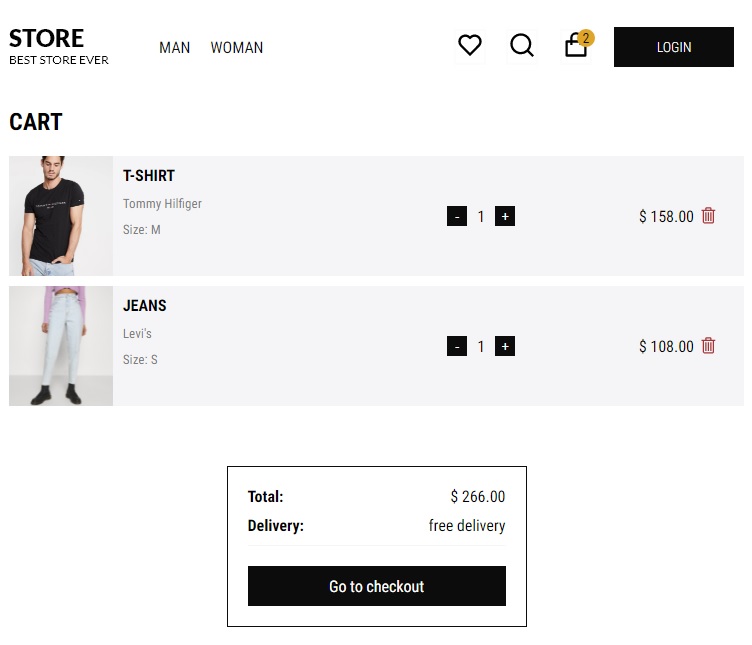 STORE
BEST STORE EVER
MAN WOMAN
2
LOGIN
CART
T-SHIRT
Tommy Hilfiger
Size: M
- 1 +
$ 158.00
JEANS
Levi's
Size: S
- 1 +
$ 108.00
Total: $ 266.00
Delivery: free delivery
Go to checkout